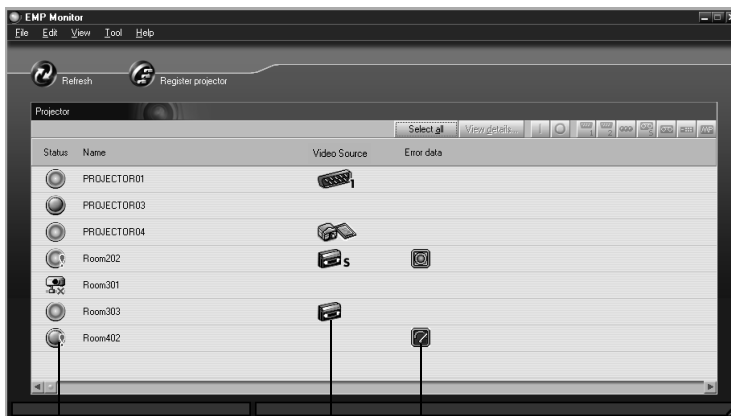 EMP Monitor
File Edit View Tool Help
Refresh Register projector
Projector
Select all View details...
Status Name Video Source Error data
PROJECTOR01 1
PROJECTOR03
PROJECTOR04
Room202 S
Room301
Room303
Room402